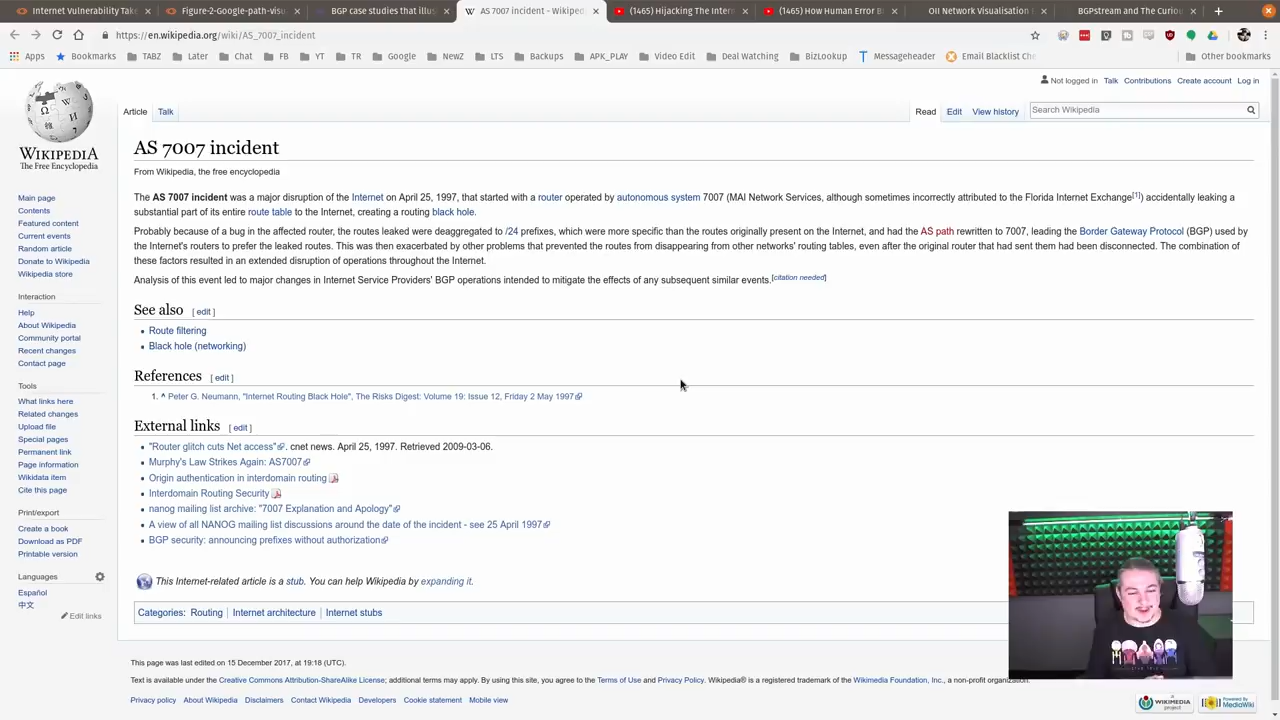 Internet Vulnerability Take
Figure-2-Google-path-visu
BGP case studies that illus
AS 7007 incident - Wikiped
(1465) Hijacking The Inter
(1465) How Human Error B
OII Network Visualisation
BGPstream and The Curiou
https://en.wikipedia.org/wiki/AS_7007_incident
Apps Bookmarks TABZ Later Chat FB YT TR Google NewZ LTS Backups APK_PLAY Video Edit Deal Watching BizLookup Messageheader Email Blacklist Che Other bookmarks
Not logged in Talk Contributions Create account Log in
Article Talk Read Edit View history Search Wikipedia
WIKIPEDIA
The Free Encyclopedia
Main page
Contents
Featured content
Current events
Random article
Donate to Wikipedia
Wikipedia store
Interaction
Help
About Wikipedia
Community portal
Recent changes
Contact page
Tools
What links here
Related changes
Upload file
Special pages
Permanent link
Page information
Wikidata item
Cite this page
Print/export
Create a book
Download as PDF
Printable version
Languages
Español
中文
Edit links
AS 7007 incident
From Wikipedia, the free encyclopedia
The AS 7007 incident was a major disruption of the Internet on April 25, 1997, that started with a router operated by autonomous system 7007 (MAI Network Services, although sometimes incorrectly attributed to the Florida Internet Exchange[1]) accidentally leaking a
substantial part of its entire route table to the Internet, creating a routing black hole.
Probably because of a bug in the affected router, the routes leaked were deaggregated to /24 prefixes, which were more specific than the routes originally present on the Internet, and had the AS path rewritten to 7007, leading the Border Gateway Protocol (BGP) used by
the Internet's routers to prefer the leaked routes. This was then exacerbated by other problems that prevented the routes from disappearing from other networks' routing tables, even after the original router that had sent them had been disconnected. The combination of
these factors resulted in an extended disruption of operations throughout the Internet.
Analysis of this event led to major changes in Internet Service Providers' BGP operations intended to mitigate the effects of any subsequent similar events.[citation needed]
See also [ edit ]
Route filtering
Black hole (networking)
References [ edit ]
1. ^ Peter G. Neumann, "Internet Routing Black Hole", The Risks Digest: Volume 19: Issue 12, Friday 2 May 1997
External links [ edit ]
"Router glitch cuts Net access". cnet news. April 25, 1997. Retrieved 2009-03-06.
Murphy's Law Strikes Again: AS7007
Origin authentication in interdomain routing
Interdomain Routing Security
nanog mailing list archive: "7007 Explanation and Apology"
A view of all NANOG mailing list discussions around the date of the incident - see 25 April 1997
BGP security: announcing prefixes without authorization
This Internet-related article is a stub. You can help Wikipedia by expanding it.
Categories: Routing Internet architecture Internet stubs
This page was last edited on 15 December 2017, at 19:18 (UTC).
Text is available under the Creative Commons Attribution-ShareAlike License; additional terms may apply. By using this site, you agree to the Terms of Use and Privacy Policy. Wikipedia® is a registered trademark of the Wikimedia Foundation, Inc., a non-profit organization.
Privacy policy About Wikipedia Disclaimers Contact Wikipedia Developers Cookie statement Mobile view
WIKIMEDIA project
Powered By MediaWiki